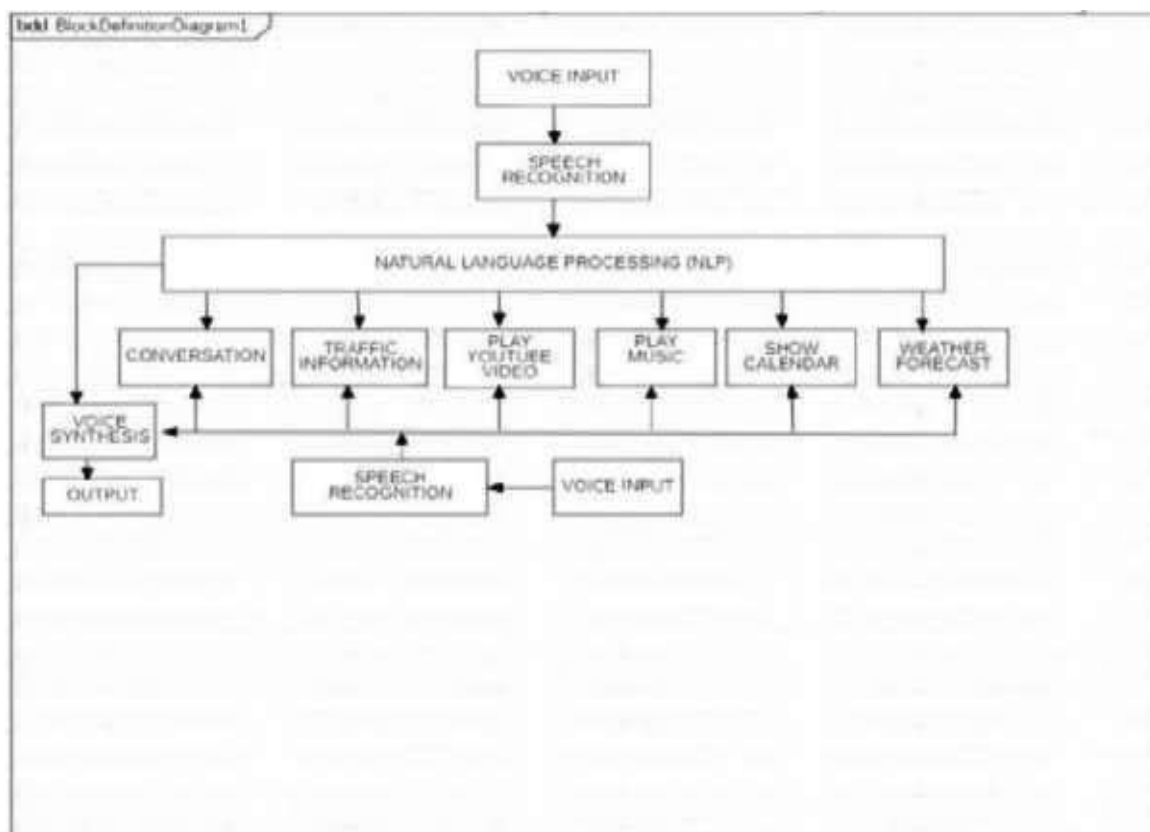 bdd BlockDefinitionDiagram1
VOICE INPUT
SPEECH
RECOGNITION
NATURAL LANGUAGE PROCESSING (NLP)
CONVERSATION
TRAFFIC
INFORMATION
PLAY
YOUTUBE
VIDEO
PLAY
MUSIC
SHOW
CALENDAR
WEATHER
FORECAST
VOICE
SYNTHESIS
OUTPUT
SPEECH
RECOGNITION
VOICE INPUT